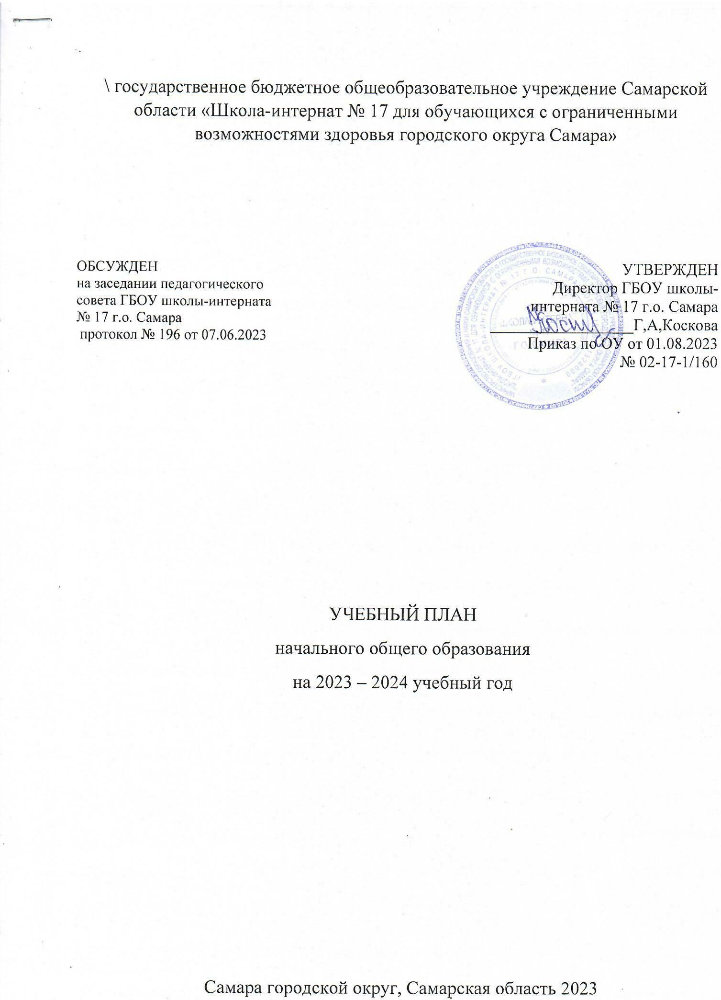 \ государственное бюджетное общеобразовательное учреждение Самарской
области «Школа-интернат № 17 для обучающихся с ограниченными
возможностями здоровья городского округа Самара»
ОБСУЖДЕН
на заседании педагогического
совета ГБОУ школы-интерната
№ 17 г.о. Самара
протокол № 196 от 07.06.2023
УТВЕРЖДЕН
Директор ГБОУ школы-
интерната № 17 г.о. Самара
Г,А,Коскова
Приказ по ОУ от 01.08.2023
№ 02-17-1/160
УЧЕБНЫЙ ПЛАН
начального общего образования
на 2023 – 2024 учебный год
Самара городской округ, Самарская область 2023